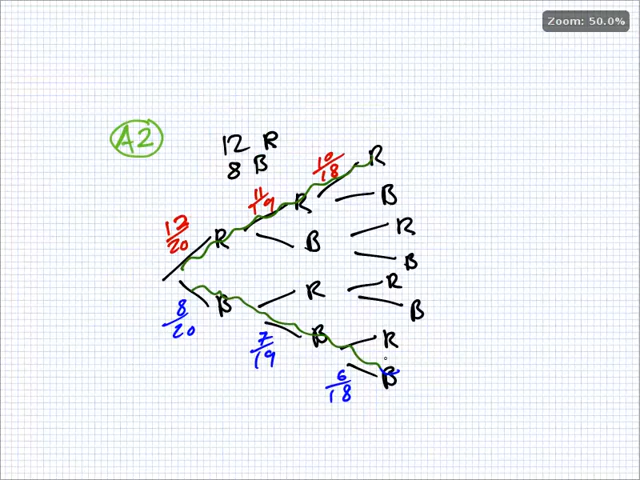 Zoom: 50.0%
A2
12 R
8 B
10/18 R
11/19 R B
12/20 R B R
B
8/20 B R R
B
7/19 B R
6/18 B